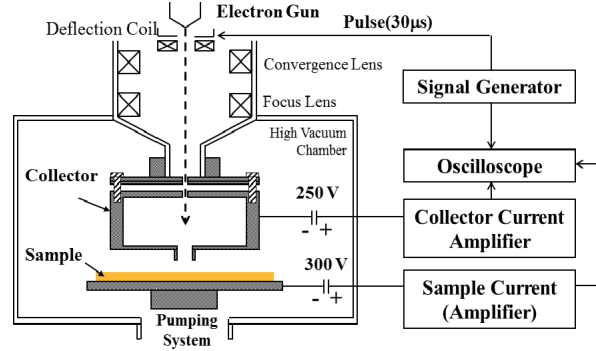 Electron Gun
Deflection Coil
Pulse(30μs)
Convergence Lens
Signal Generator
Focus Lens
High Vacuum
Chamber
Oscilloscope
Collector
250 V
- +
Collector Current
Amplifier
Sample
300 V
- +
Sample Current
(Amplifier)
Pumping
System